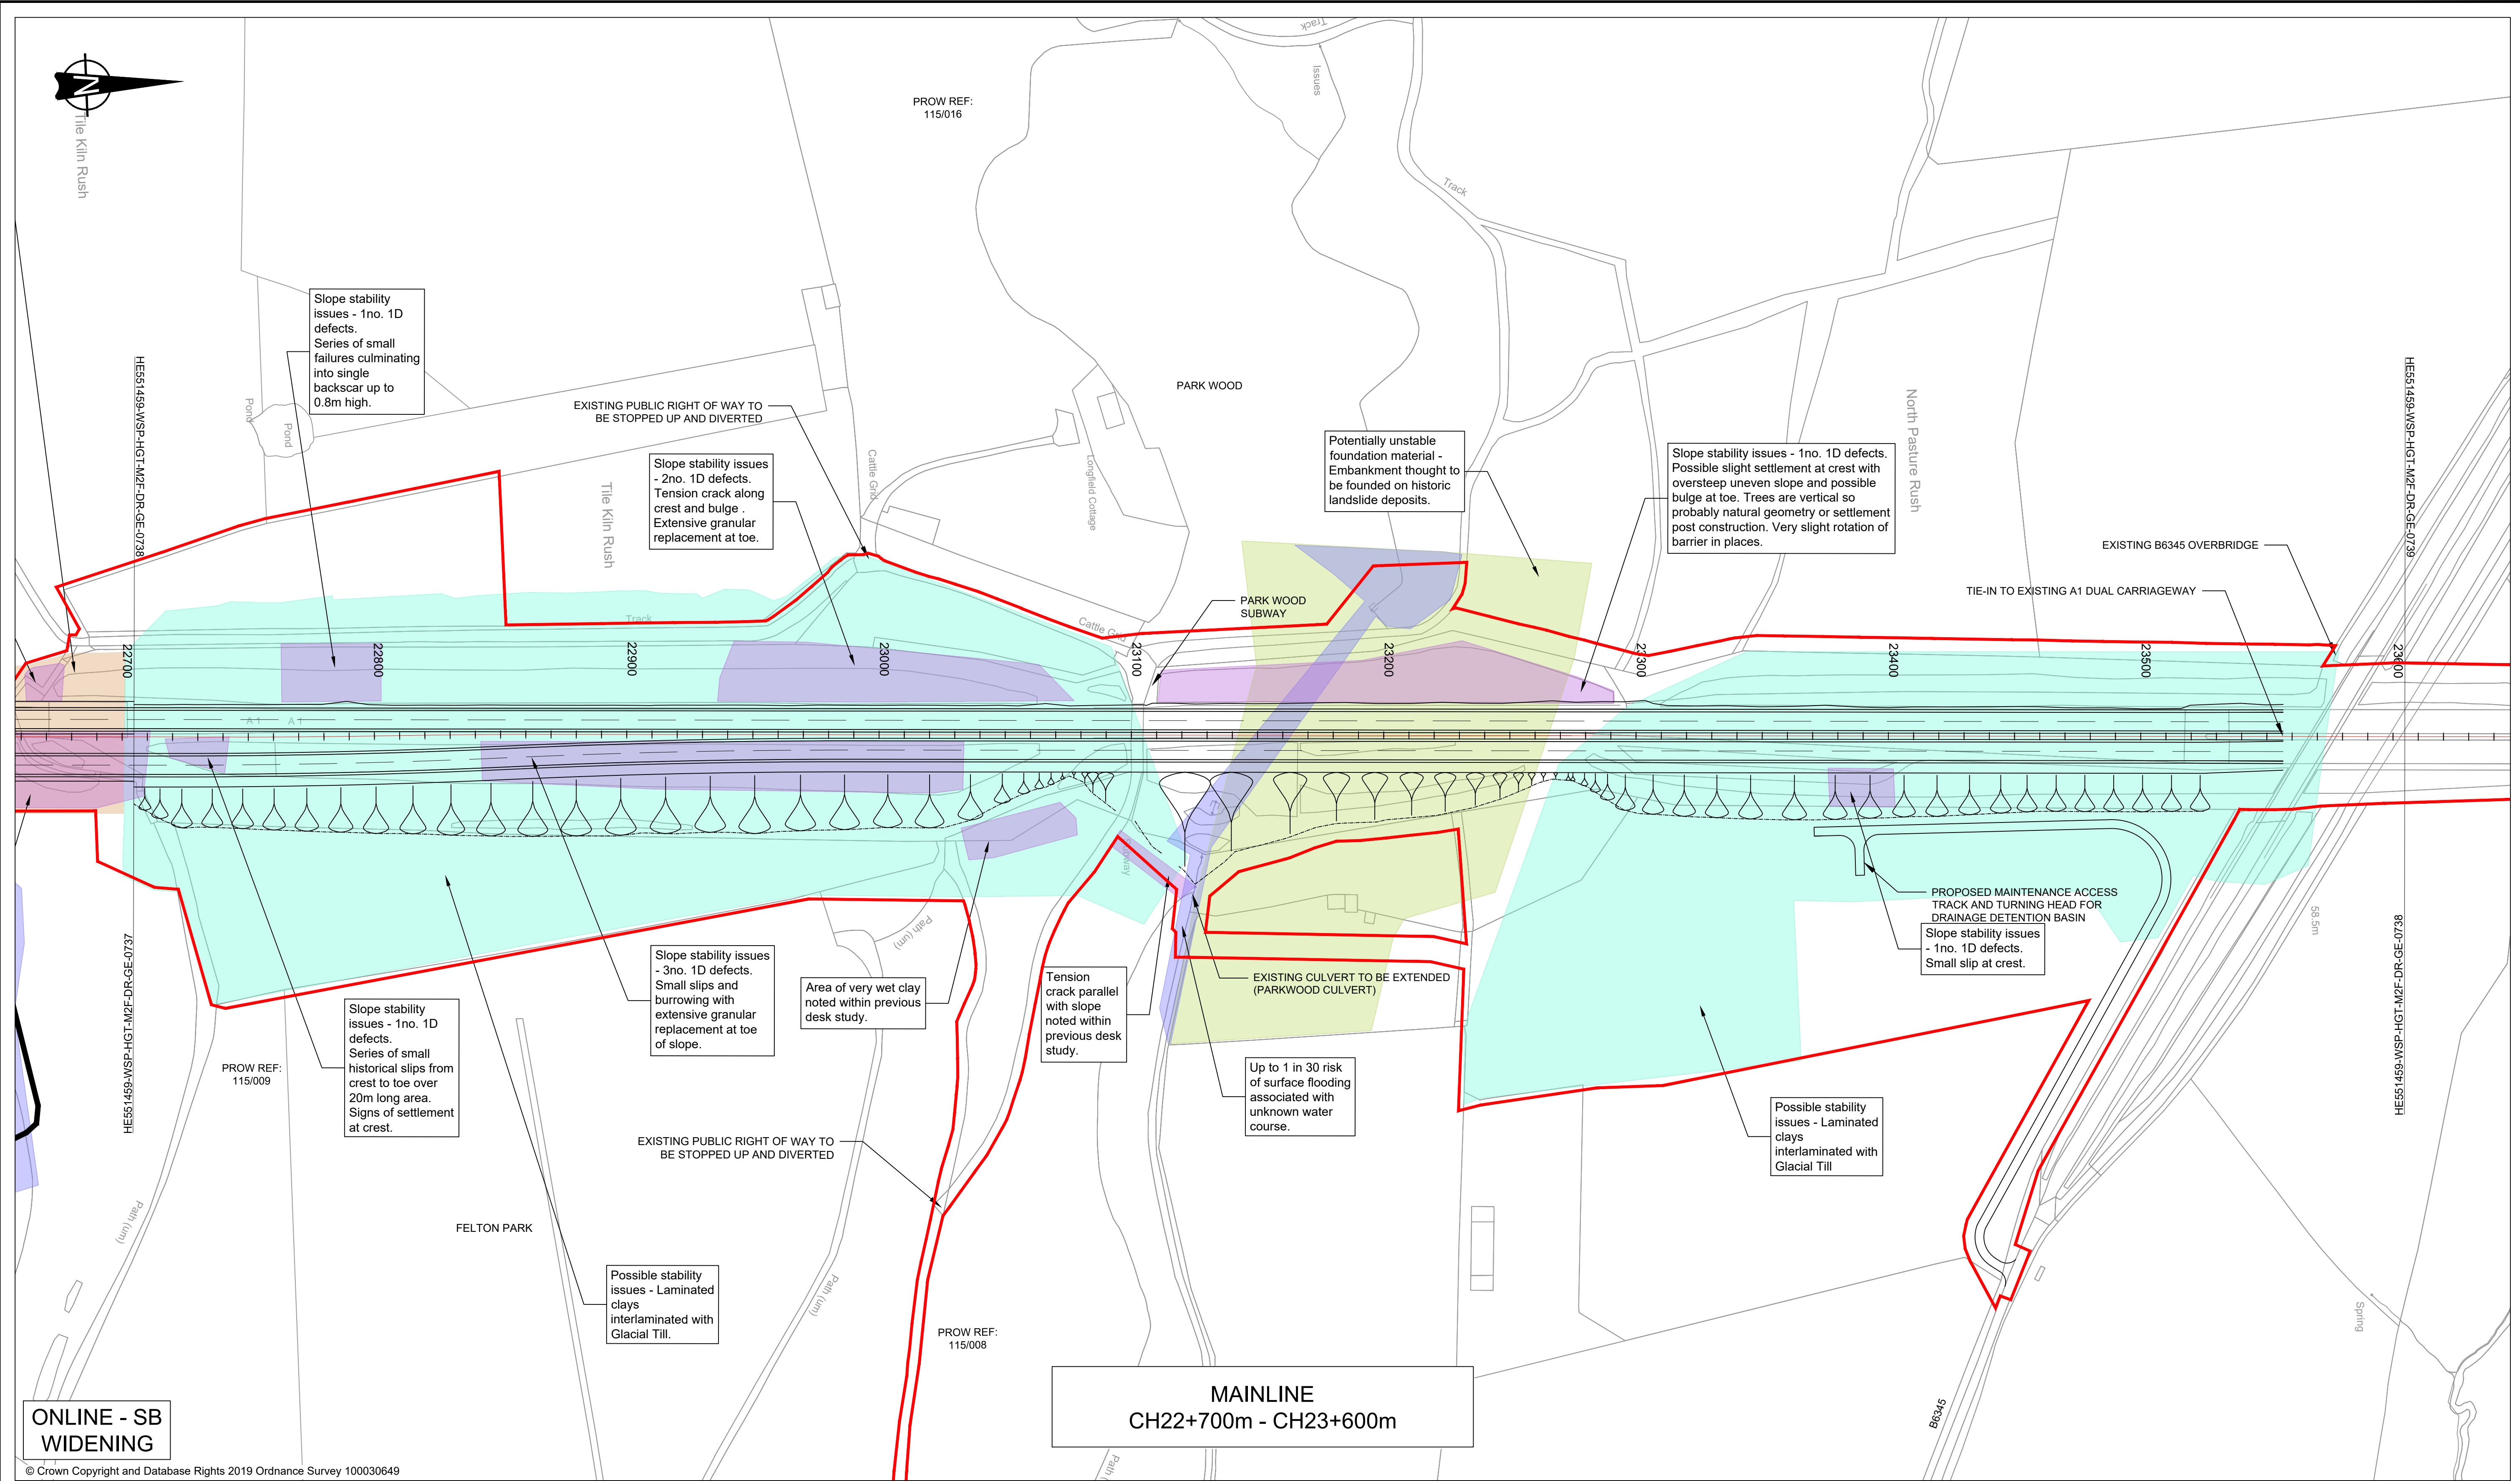 Track
Issues
N
Tile Kiln Rush
PROW REF:
115/016
Track
Slope stability
issues - 1no. 1D
defects.
Series of small
failures culminating
into single
backscar up to
0.8m high.
HE551459-WSP-HGT-M2F-DR-GE-0738
Pond
Pond
EXISTING PUBLIC RIGHT OF WAY TO
BE STOPPED UP AND DIVERTED
PARK WOOD
North Pasture Rush
HE551459-WSP-HGT-M2F-DR-GE-0739
Slope stability issues
- 2no. 1D defects.
Tension crack along
crest and bulge .
Extensive granular
replacement at toe.
Tile Kiln Rush
Cattle Grid
Longfield Cottage
Potentially unstable
foundation material -
Embankment thought to
be founded on historic
landslide deposits.
Slope stability issues - 1no. 1D defects.
Possible slight settlement at crest with
oversteep uneven slope and possible
bulge at toe. Trees are vertical so
probably natural geometry or settlement
post construction. Very slight rotation of
barrier in places.
EXISTING B6345 OVERBRIDGE
TIE-IN TO EXISTING A1 DUAL CARRIAGEWAY
PARK WOOD
SUBWAY
Track
Cattle Grid
22700
22800
22900
23000
23100
23200
23300
23400
23500
23600
A 1
A 1
PROPOSED MAINTENANCE ACCESS
TRACK AND TURNING HEAD FOR
DRAINAGE DETENTION BASIN
Slope stability issues
- 1no. 1D defects.
Small slip at crest.
58.5m
HE551459-WSP-HGT-M2F-DR-GE-0737
HE551459-WSP-HGT-M2F-DR-GE-0738
Path (um)
Slope stability issues
- 3no. 1D defects.
Small slips and
burrowing with
extensive granular
replacement at toe
of slope.
Area of very wet clay
noted within previous
desk study.
Tension
crack parallel
with slope
noted within
previous desk
study.
EXISTING CULVERT TO BE EXTENDED
(PARKWOOD CULVERT)
Slope stability
issues - 1no. 1D
defects.
Series of small
historical slips from
crest to toe over
20m long area.
Signs of settlement
at crest.
PROW REF:
115/009
Up to 1 in 30 risk
of surface flooding
associated with
unknown water
course.
Possible stability
issues - Laminated
clays
interlaminated with
Glacial Till
EXISTING PUBLIC RIGHT OF WAY TO
BE STOPPED UP AND DIVERTED
Path (um)
FELTON PARK
Possible stability
issues - Laminated
clays
interlaminated with
Glacial Till.
Path (um)
PROW REF:
115/008
Spring
MAINLINE
CH22+700m - CH23+600m
B6345
ONLINE - SB
WIDENING
Path (
© Crown Copyright and Database Rights 2019 Ordnance Survey 100030649